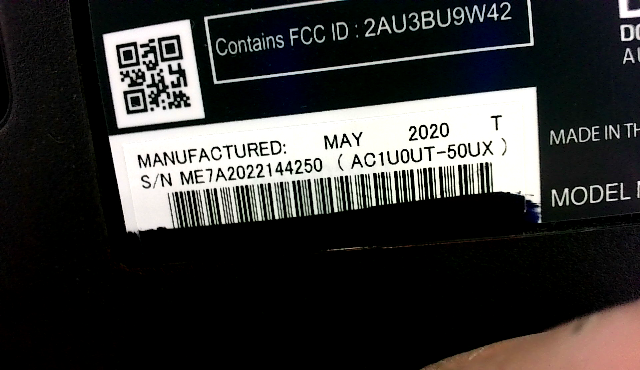 Contains FCC ID : 2AU3BU9W42
MANUFACTURED: MAY 2020 T
S/N ME7A2022144250 ( AC1U0UT-50UX )
MADE IN TH
MODEL